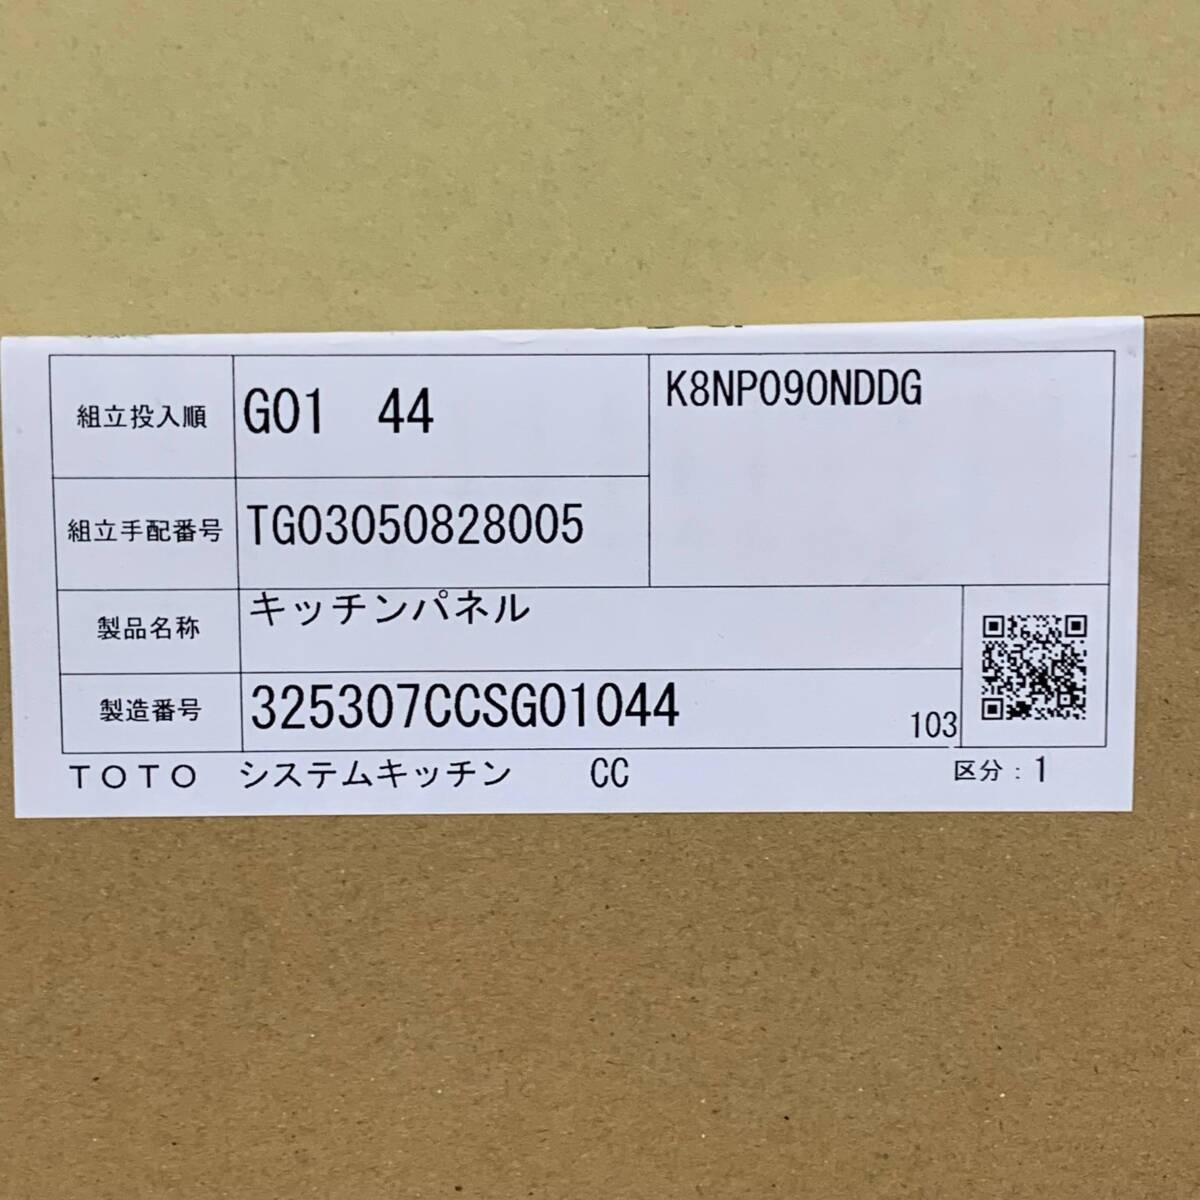 組立投入順 G01 44
K8NP090NDDG
組立手配番号 TG03050828005
製品名称 キッチンパネル
製造番号 325307CCSG01044 103
TOTO システムキッチン CC 区分:1